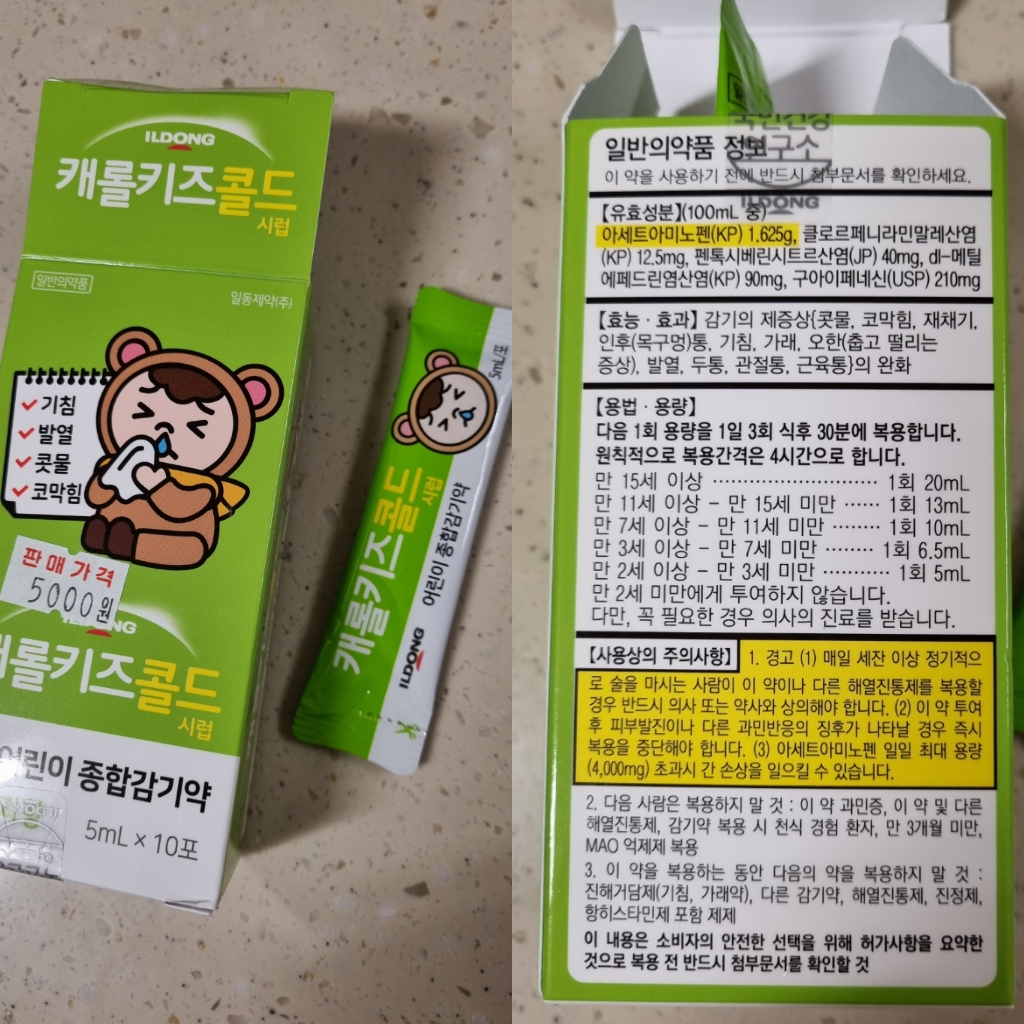 ILDONG
캐롤키즈콜드
시럽
일반의약품
일동제약(주)
기침
발열
콧물
코막힘
판매가격
5000원
캐롤키즈콜드
시럽
어린이 종합감기약
5mL × 10포
5mL/포
캐롤키즈콜드
시럽
어린이 종합감기약
ILDONG
일반의약품 정보
이 약을 사용하기 전에 반드시 첨부문서를 확인하세요.
ILDONG
【유효성분】(100mL 중)
아세트아미노펜(KP) 1.625g, 클로르페니라민말레산염
(KP) 12.5mg, 펜톡시베린시트르산염(JP) 40mg, dl-메틸
에페드린염산염(KP) 90mg, 구아이페네신(USP) 210mg
【효능 · 효과】 감기의 제증상{콧물, 코막힘, 재채기,
인후(목구멍)통, 기침, 가래, 오한(춥고 떨리는
증상), 발열, 두통, 관절통, 근육통}의 완화
【용법 · 용량】
다음 1회 용량을 1일 3회 식후 30분에 복용합니다.
원칙적으로 복용간격은 4시간으로 합니다.
만 15세 이상 ································ 1회 20mL
만 11세 이상 – 만 15세 미만 ······ 1회 13mL
만 7세 이상 – 만 11세 미만 ········ 1회 10mL
만 3세 이상 – 만 7세 미만 ········ 1회 6.5mL
만 2세 이상 – 만 3세 미만 ··········· 1회 5mL
만 2세 미만에게 투여하지 않습니다.
다만, 꼭 필요한 경우 의사의 진료를 받습니다.
【사용상의 주의사항】 1. 경고 (1) 매일 세잔 이상 정기적으
로 술을 마시는 사람이 이 약이나 다른 해열진통제를 복용할
경우 반드시 의사 또는 약사와 상의해야 합니다. (2) 이 약 투여
후 피부발진이나 다른 과민반응의 징후가 나타날 경우 즉시
복용을 중단해야 합니다. (3) 아세트아미노펜 일일 최대 용량
(4,000mg) 초과시 간 손상을 일으킬 수 있습니다.
2. 다음 사람은 복용하지 말 것 : 이 약 과민증, 이 약 및 다른
해열진통제, 감기약 복용 시 천식 경험 환자, 만 3개월 미만,
MAO 억제제 복용
3. 이 약을 복용하는 동안 다음의 약을 복용하지 말 것 :
진해거담제(기침, 가래약), 다른 감기약, 해열진통제, 진정제,
항히스타민제 포함 제제
이 내용은 소비자의 안전한 선택을 위해 허가사항을 요약한
것으로 복용 전 반드시 첨부문서를 확인할 것